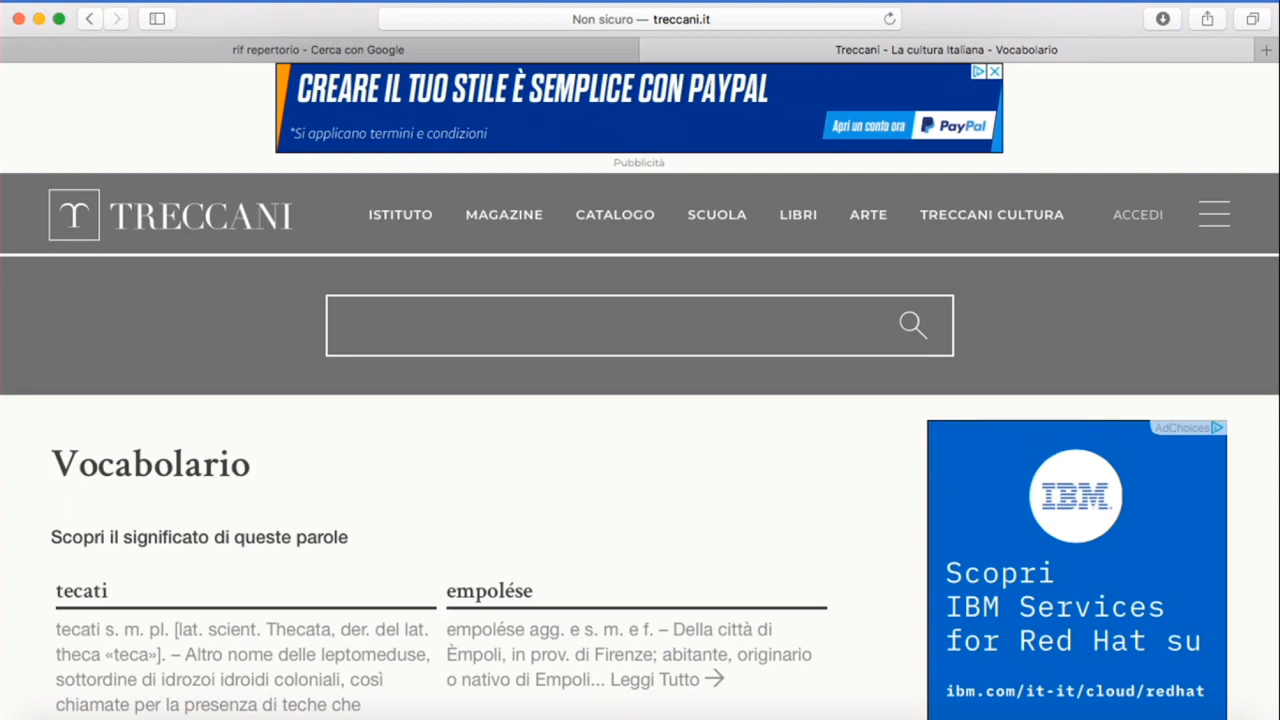 Non sicuro — treccani.it
rif repertorio - Cerca con Google
Treccani - La cultura Italiana - Vocabolario
CREARE IL TUO STILE È SEMPLICE CON PAYPAL
*Si applicano termini e condizioni
Apri un conto ora
PayPal
Pubblicità
TRECCANI
ISTITUTO MAGAZINE CATALOGO SCUOLA LIBRI ARTE TRECCANI CULTURA ACCEDI
Vocabolario
Scopri il significato di queste parole
tecati
tecati s. m. pl. [lat. scient. Thecata, der. del lat.
theca «teca»]. – Altro nome delle leptomeduse,
sottordine di idrozoi idroidi coloniali, così
chiamate per la presenza di teche che
empolése
empolése agg. e s. m. e f. – Della città di
Èmpoli, in prov. di Firenze; abitante, originario
o nativo di Empoli... Leggi Tutto
AdChoices
IBM
Scopri
IBM Services
for Red Hat su
ibm.com/it-it/cloud/redhat